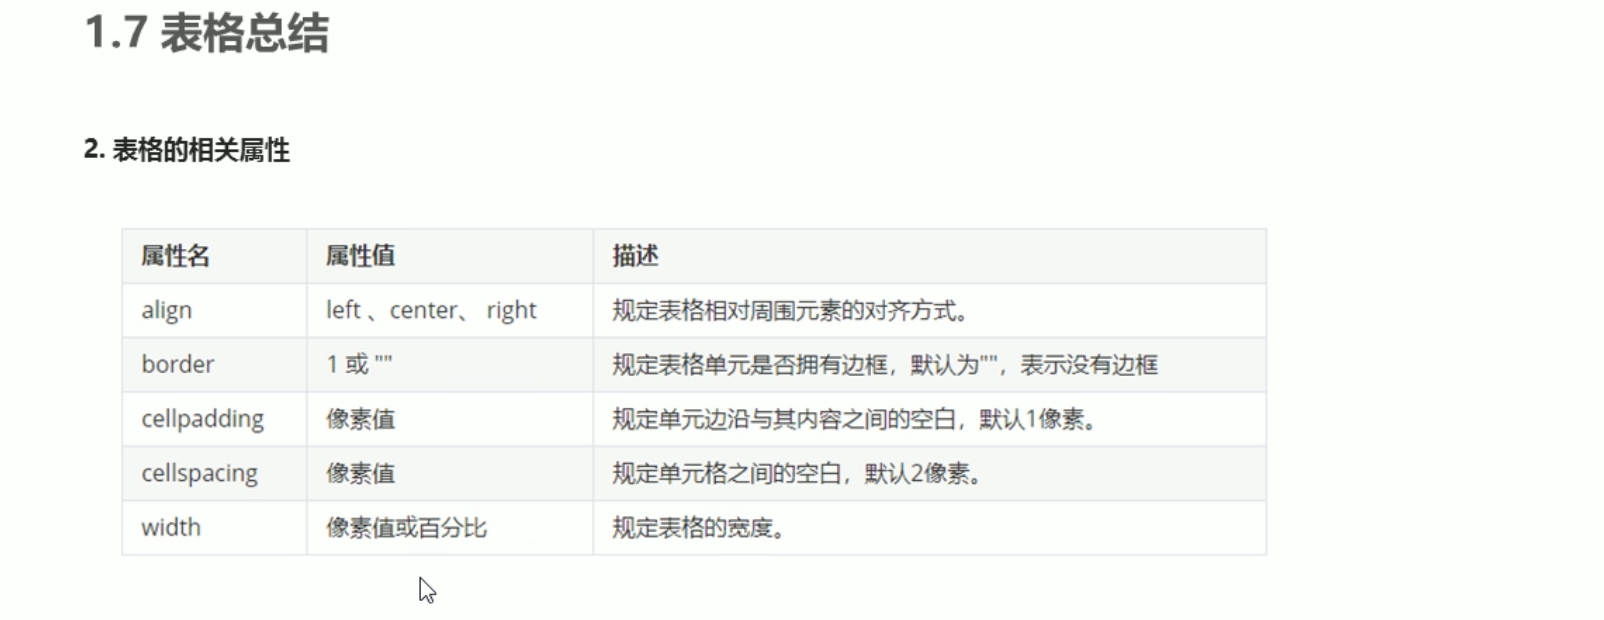 1.7 表格总结
2. 表格的相关属性
属性名 属性值 描述
align left 、center、 right 规定表格相对周围元素的对齐方式。
border 1 或 "" 规定表格单元是否拥有边框，默认为""，表示没有边框
cellpadding 像素值 规定单元边沿与其内容之间的空白，默认1像素。
cellspacing 像素值 规定单元格之间的空白，默认2像素。
width 像素值或百分比 规定表格的宽度。